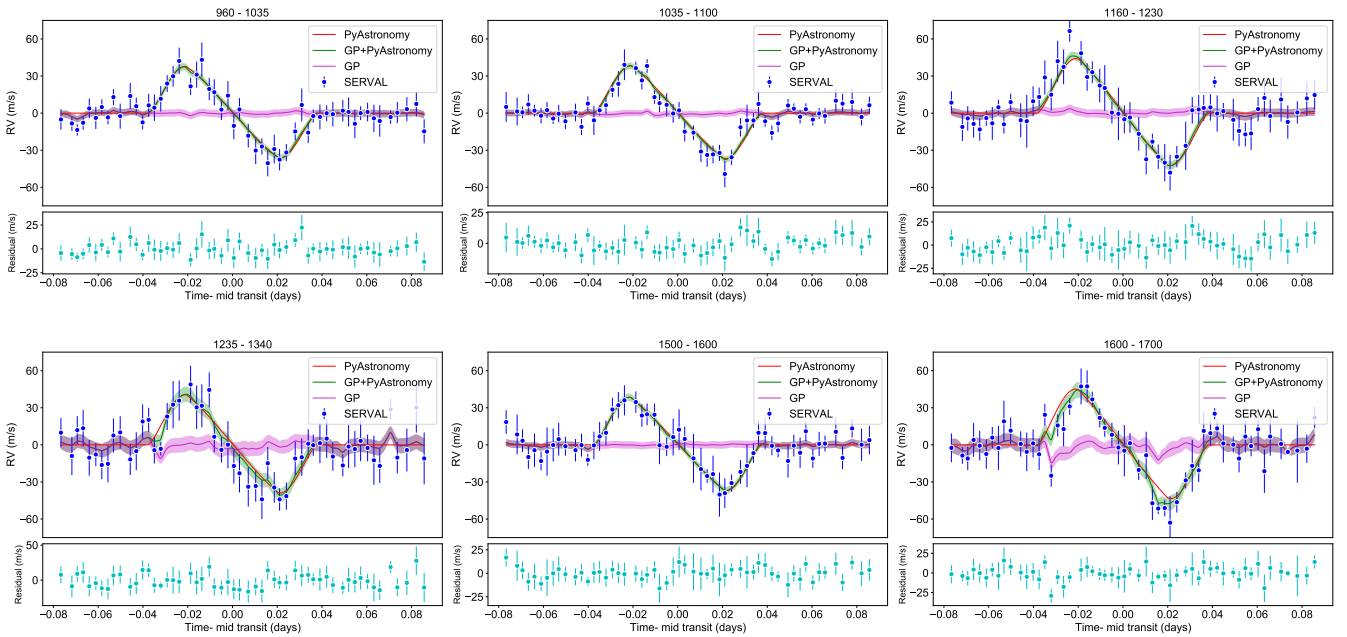 960 - 1035
60
30
0
−30
−60
RV (m/s)
PyAstronomy
GP+PyAstronomy
GP
SERVAL
25
0
−25
Residual (m/s)
−0.08 −0.06 −0.04 −0.02 0.00 0.02 0.04 0.06 0.08
Time- mid transit (days)
1035 - 1100
60
30
0
−30
−60
RV (m/s)
PyAstronomy
GP+PyAstronomy
GP
SERVAL
25
0
Residual (m/s)
−0.08 −0.06 −0.04 −0.02 0.00 0.02 0.04 0.06 0.08
Time- mid transit (days)
1160 - 1230
60
30
0
−30
−60
RV (m/s)
PyAstronomy
GP+PyAstronomy
GP
SERVAL
25
0
−25
Residual (m/s)
−0.08 −0.06 −0.04 −0.02 0.00 0.02 0.04 0.06 0.08
Time- mid transit (days)
1235 - 1340
60
30
0
−30
−60
RV (m/s)
PyAstronomy
GP+PyAstronomy
GP
SERVAL
50
0
Residual (m/s)
−0.08 −0.06 −0.04 −0.02 0.00 0.02 0.04 0.06 0.08
Time- mid transit (days)
1500 - 1600
60
30
0
−30
−60
RV (m/s)
PyAstronomy
GP+PyAstronomy
GP
SERVAL
25
0
−25
Residual (m/s)
−0.08 −0.06 −0.04 −0.02 0.00 0.02 0.04 0.06 0.08
Time- mid transit (days)
1600 - 1700
60
30
0
−30
−60
RV (m/s)
PyAstronomy
GP+PyAstronomy
GP
SERVAL
25
0
−25
Residual (m/s)
−0.08 −0.06 −0.04 −0.02 0.00 0.02 0.04 0.06 0.08
Time- mid transit (days)